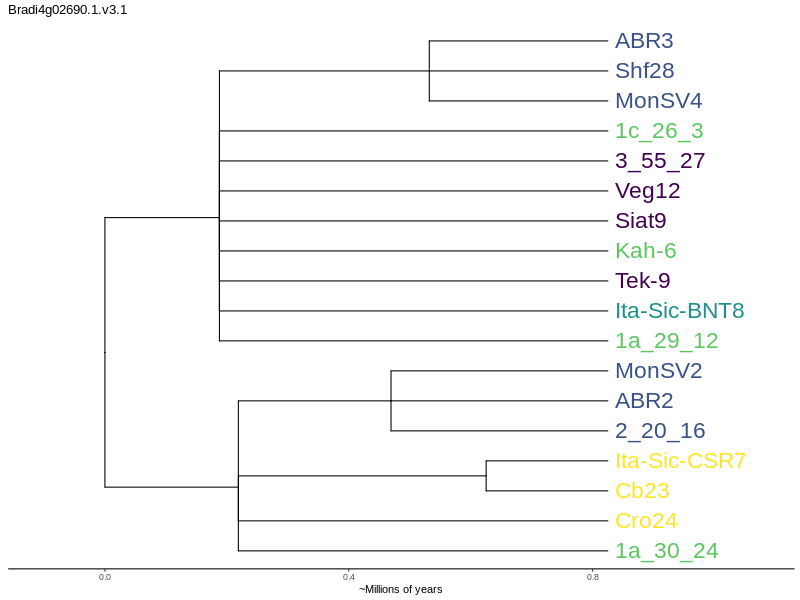 Bradi4g02690.1.v3.1
ABR3
Shf28
MonSV4
1c_26_3
3_55_27
Veg12
Siat9
Kah-6
Tek-9
Ita-Sic-BNT8
1a_29_12
MonSV2
ABR2
2_20_16
Ita-Sic-CSR7
Cb23
Cro24
1a_30_24
0.0 0.4 0.8
~Millions of years